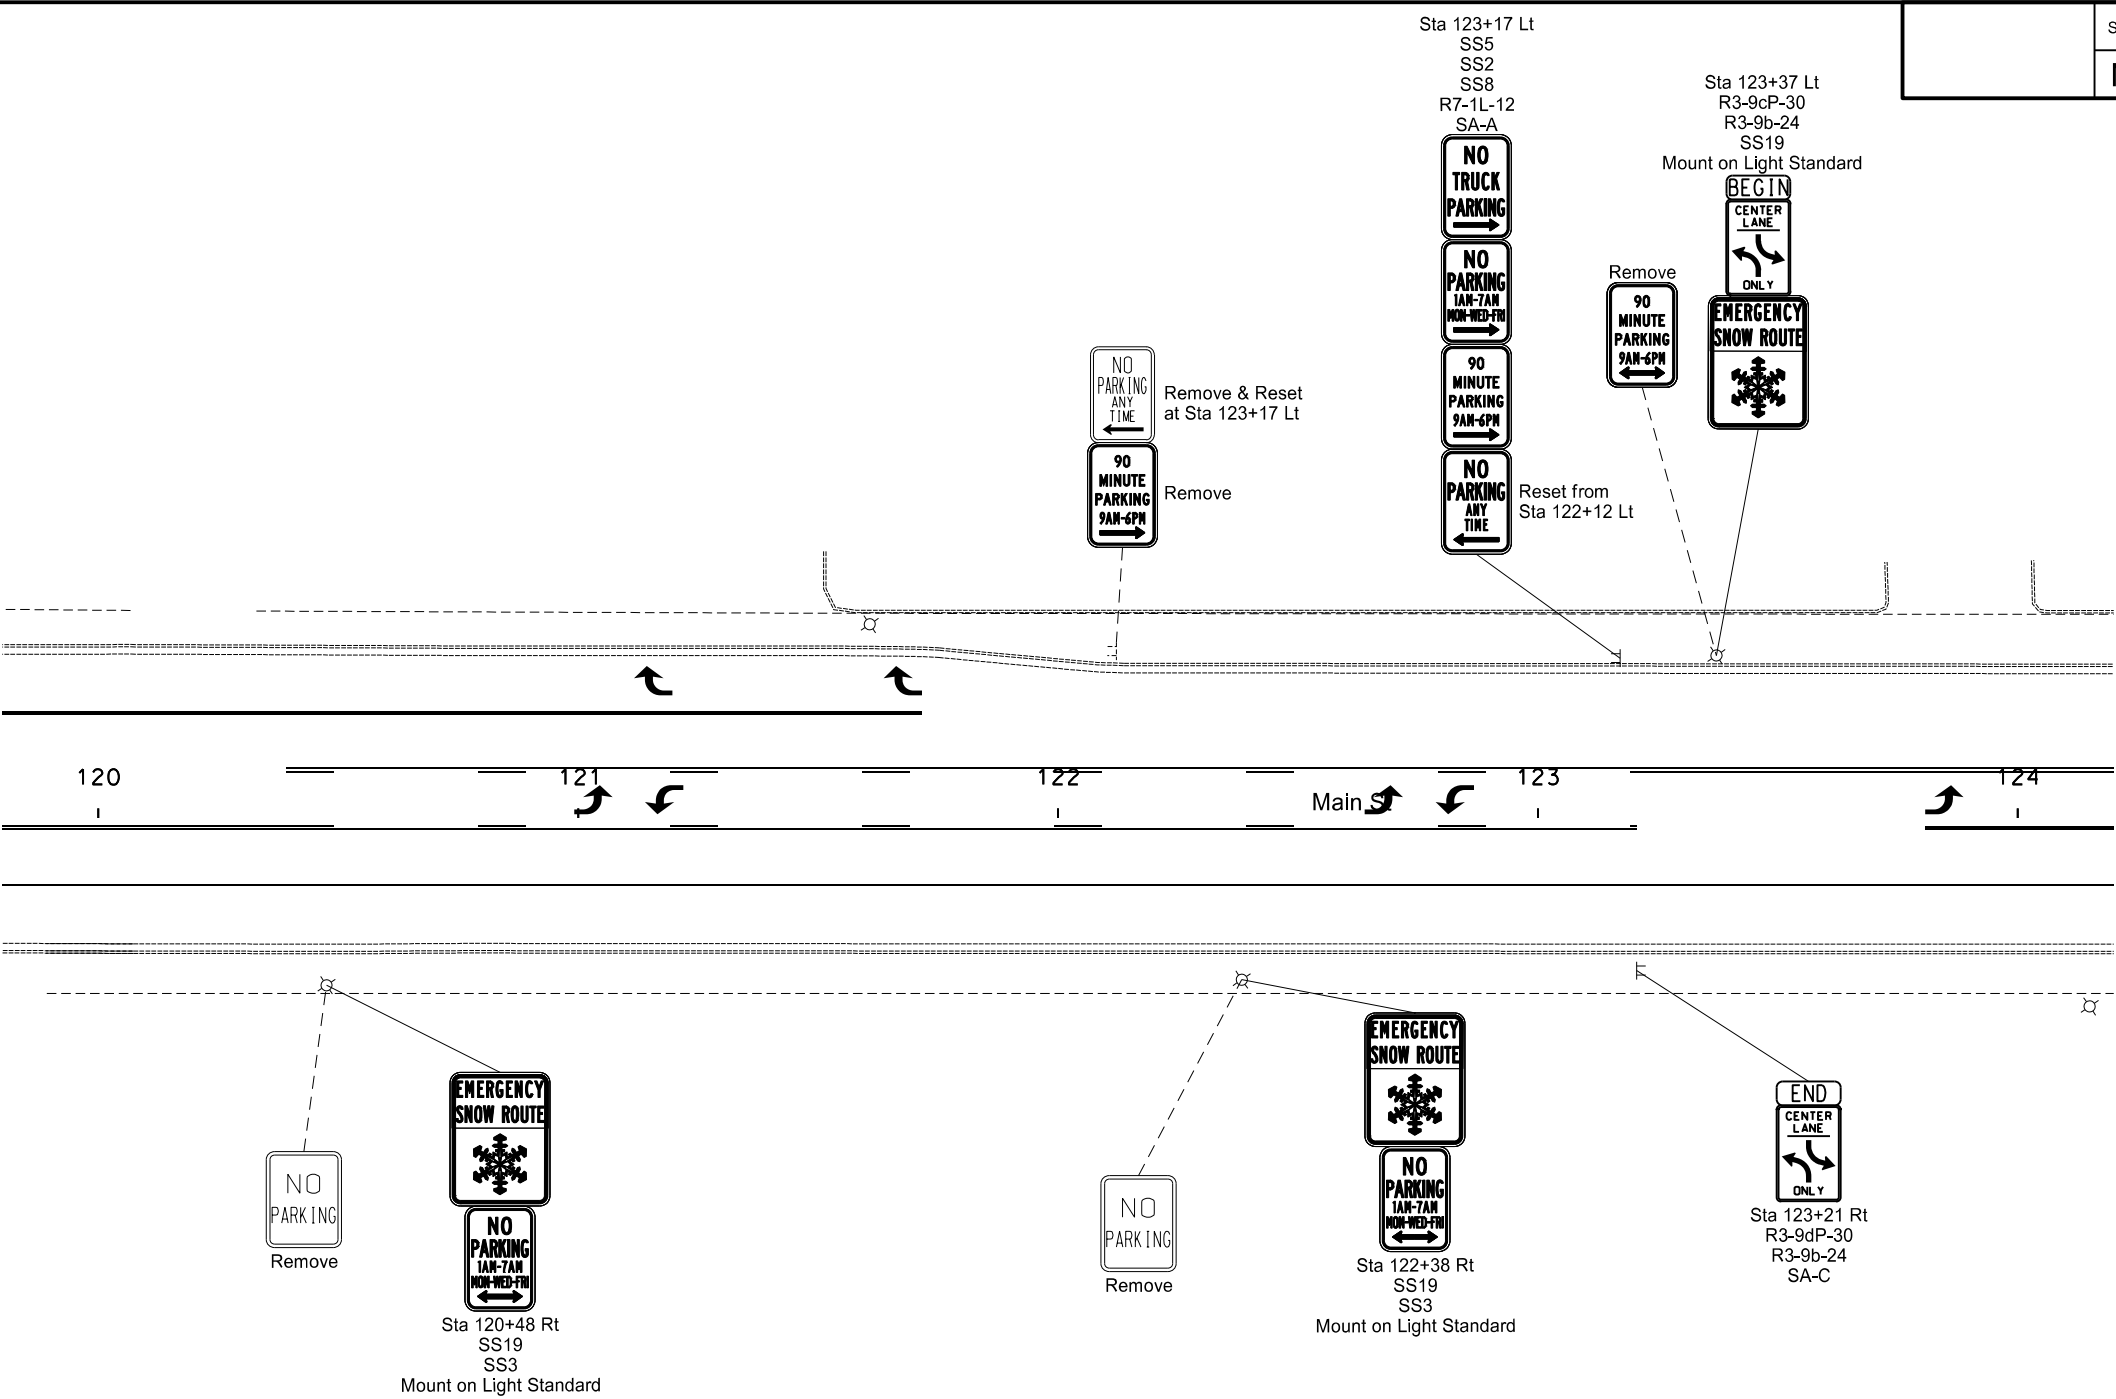 Sta 123+17 Lt
SS5
SS2
SS8
R7-1L-12
SA-A
NO
TRUCK
PARKING
NO
PARKING
1AM-7AM
MON-WED-FRI
90
MINUTE
PARKING
9AM-6PM
NO
PARKING
ANY
TIME
Reset from
Sta 122+12 Lt
Sta 123+37 Lt
R3-9cP-30
R3-9b-24
SS19
Mount on Light Standard
BEGIN
CENTER
LANE
ONLY
EMERGENCY
SNOW ROUTE
Remove
90
MINUTE
PARKING
9AM-6PM
NO
PARKING
ANY
TIME
Remove & Reset
at Sta 123+17 Lt
90
MINUTE
PARKING
9AM-6PM
Remove
120 121 122 123 124
Main St
NO
PARKING
Remove
EMERGENCY
SNOW ROUTE
NO
PARKING
1AM-7AM
MON-WED-FRI
Sta 120+48 Rt
SS19
SS3
Mount on Light Standard
NO
PARKING
Remove
EMERGENCY
SNOW ROUTE
NO
PARKING
1AM-7AM
MON-WED-FRI
Sta 122+38 Rt
SS19
SS3
Mount on Light Standard
END
CENTER
LANE
ONLY
Sta 123+21 Rt
R3-9dP-30
R3-9b-24
SA-C